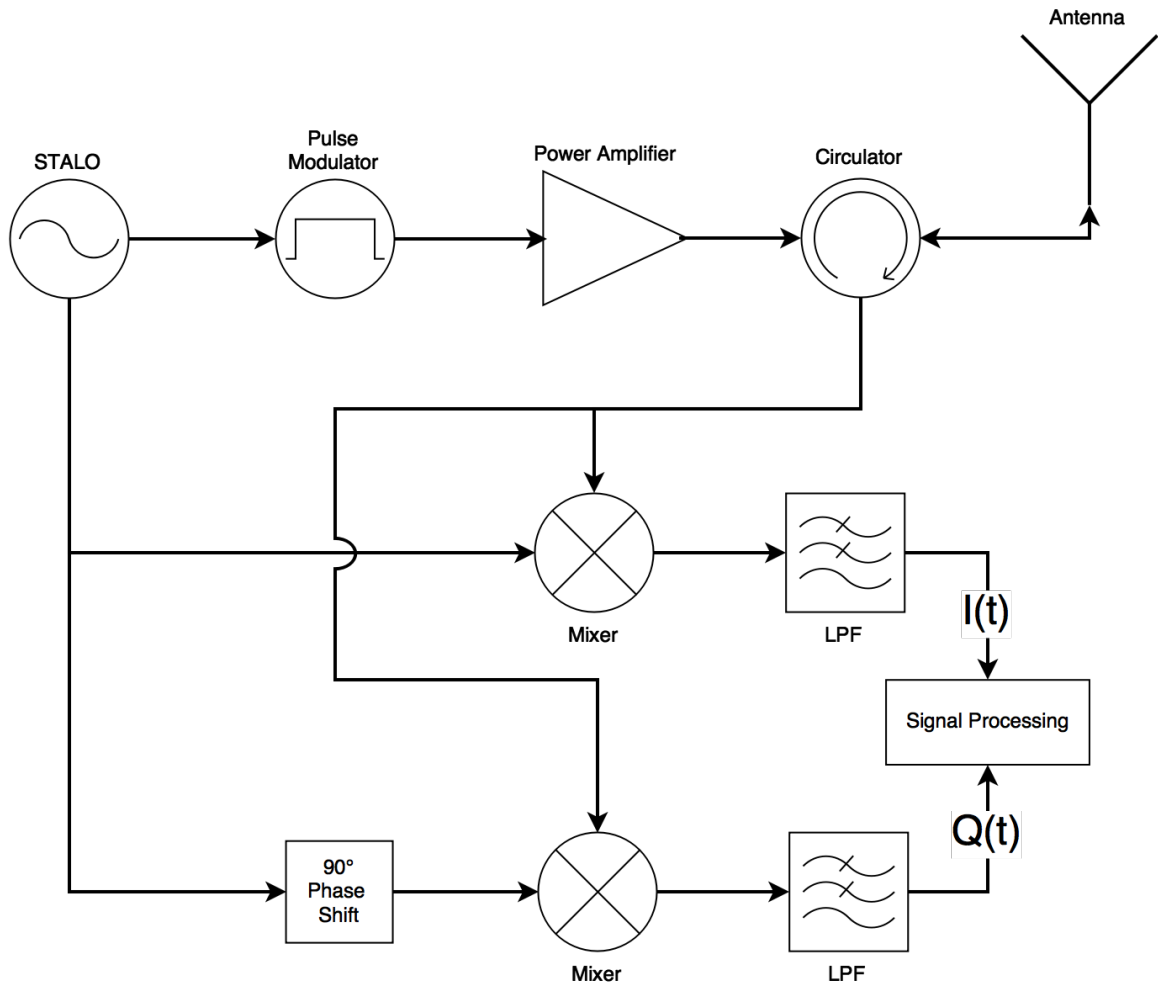 Antenna
STALO
Pulse
Modulator
Power Amplifier
Circulator
Mixer
LPF
I(t)
Signal Processing
Q(t)
90°
Phase
Shift
Mixer
LPF